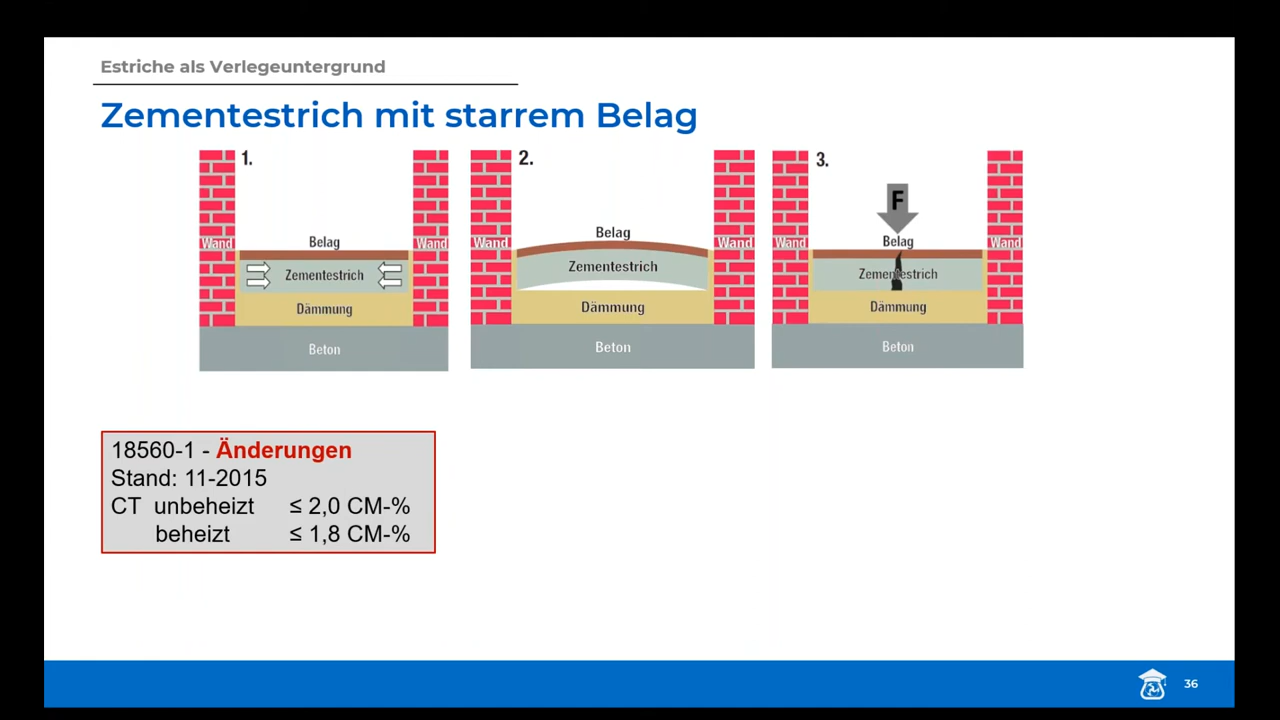 Estriche als Verlegeuntergrund
Zementestrich mit starrem Belag
1.
Belag
Wand
Wand
Zementestrich
Dämmung
Beton
2.
Belag
Wand
Wand
Zementestrich
Dämmung
Beton
3.
F
Belag
Wand
Wand
Zementestrich
Dämmung
Beton
18560-1 - Änderungen
Stand: 11-2015
CT unbeheizt ≤ 2,0 CM-%
beheizt ≤ 1,8 CM-%
36